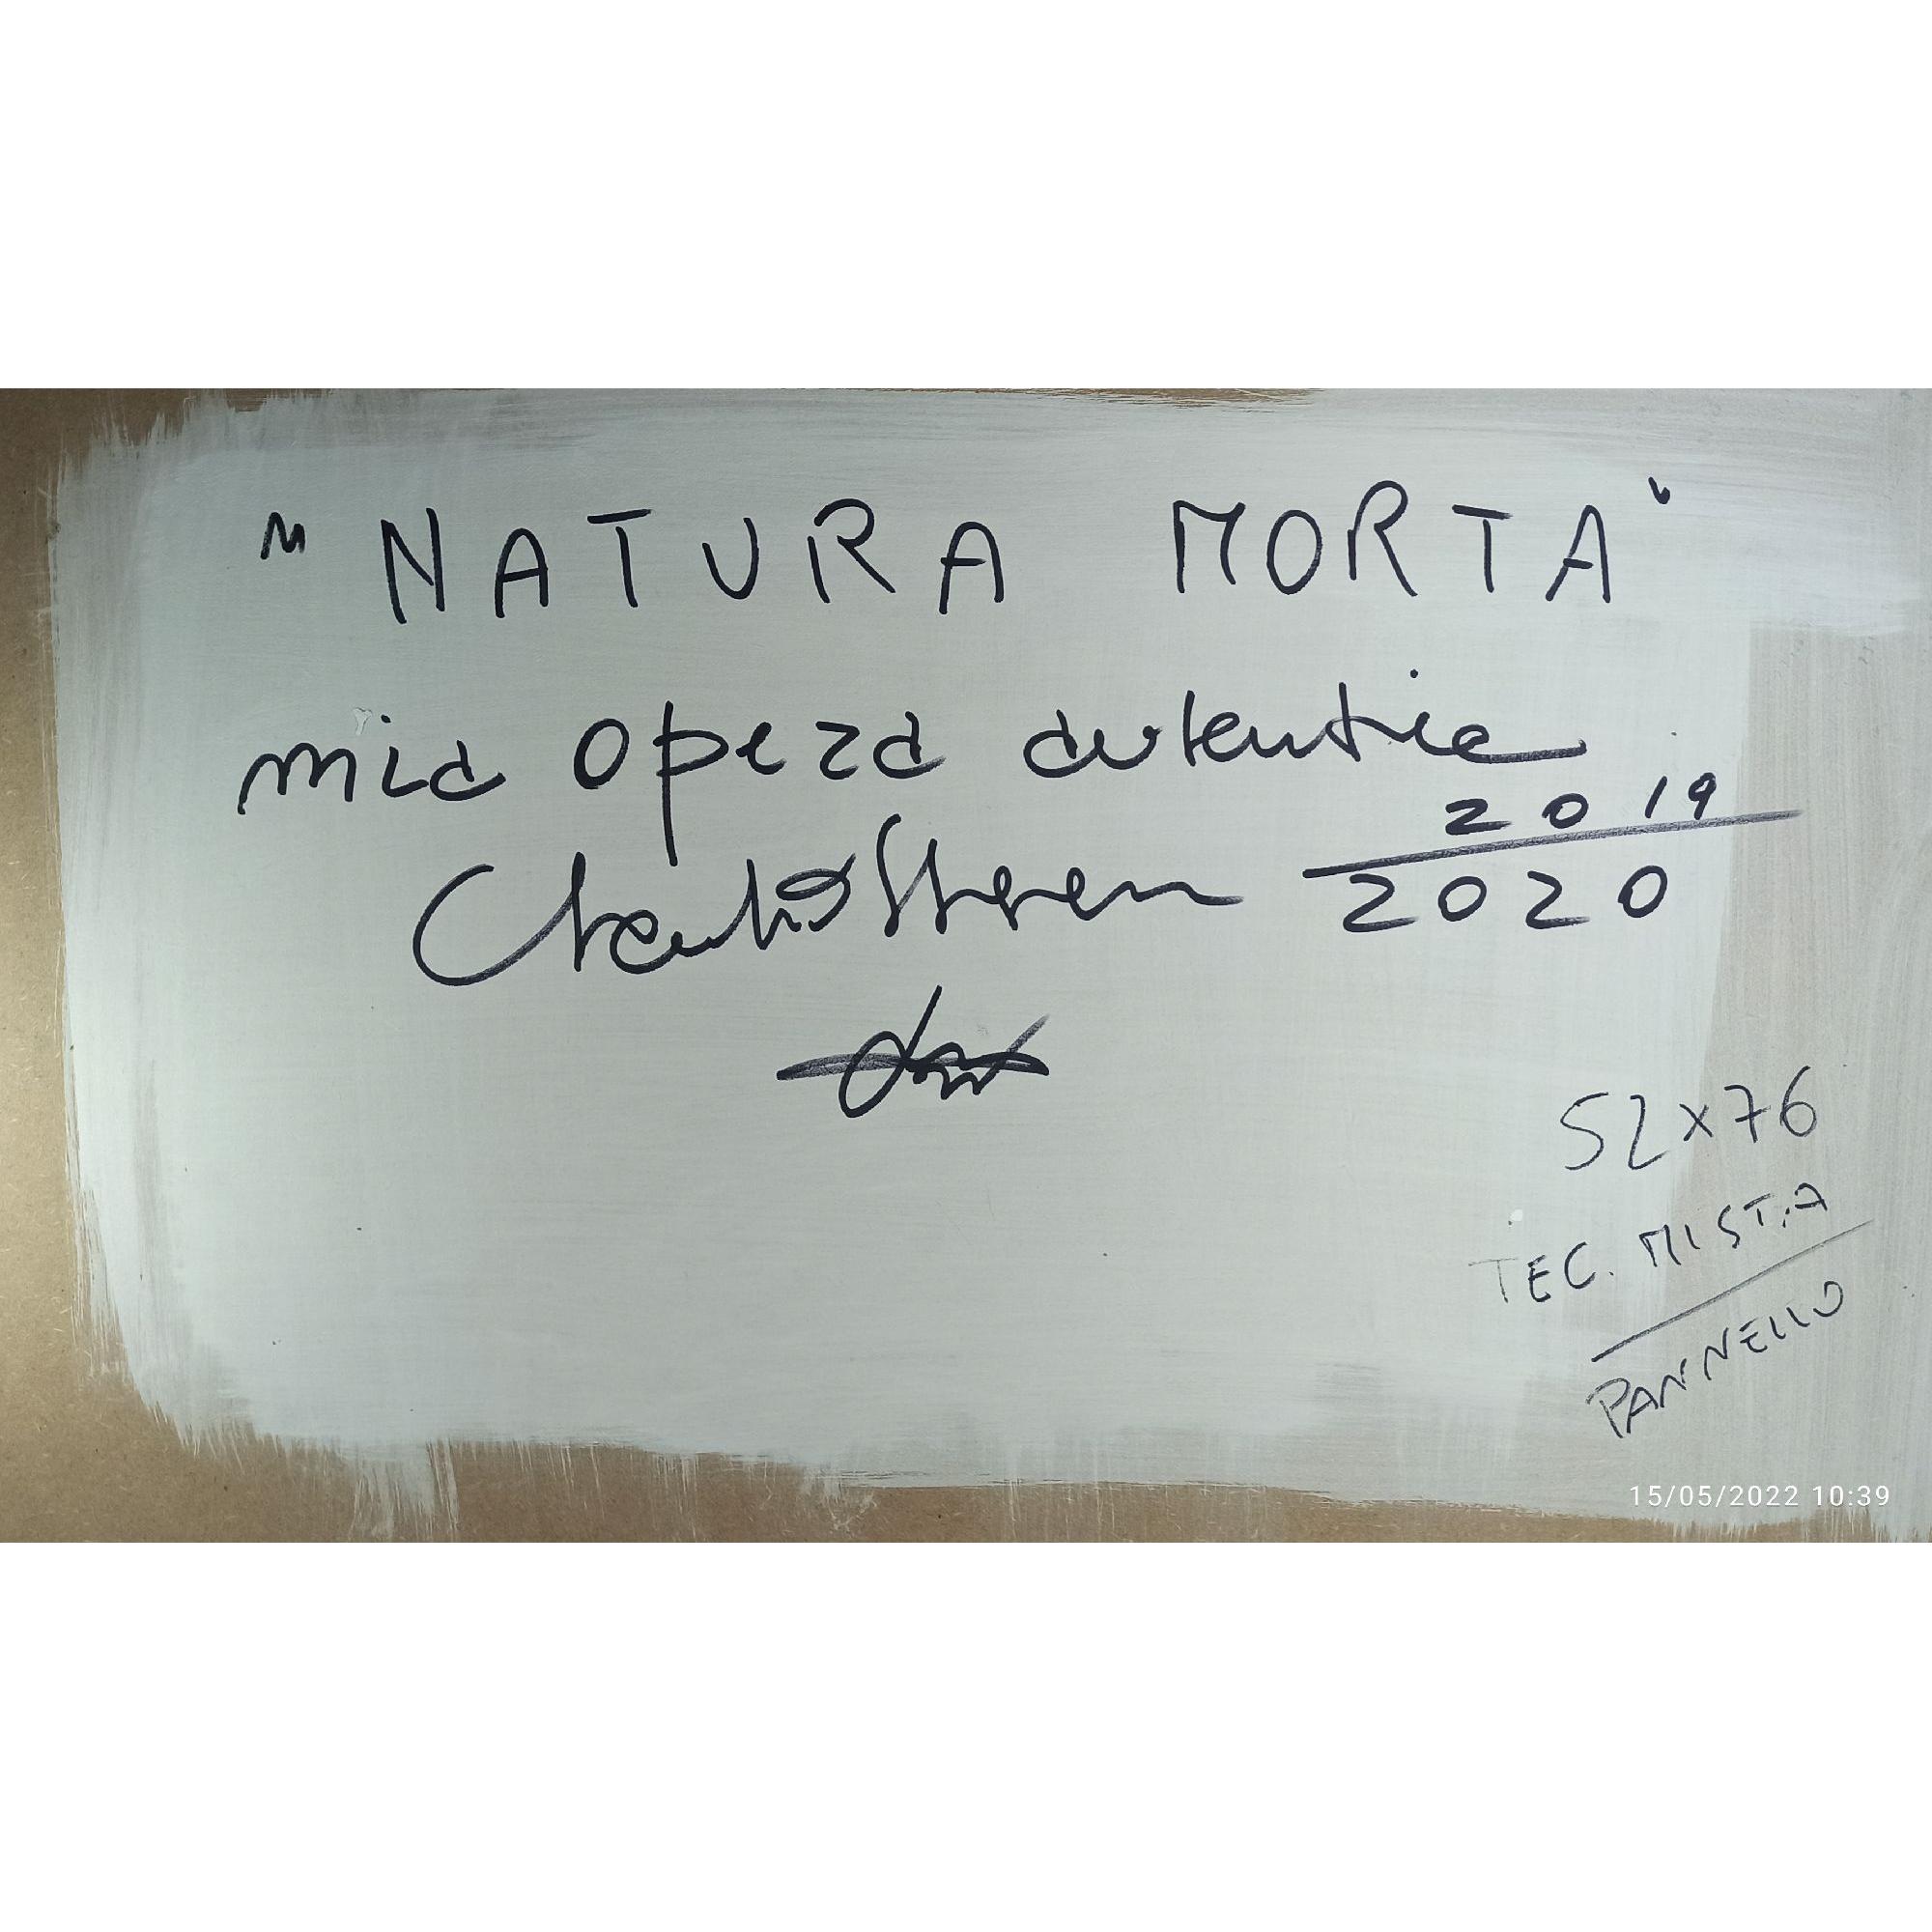 "NATURA MORTA"
mia opera autentica
2019
2020
52x76
TEC. MISTA
PANNELLO
15/05/2022 10:39